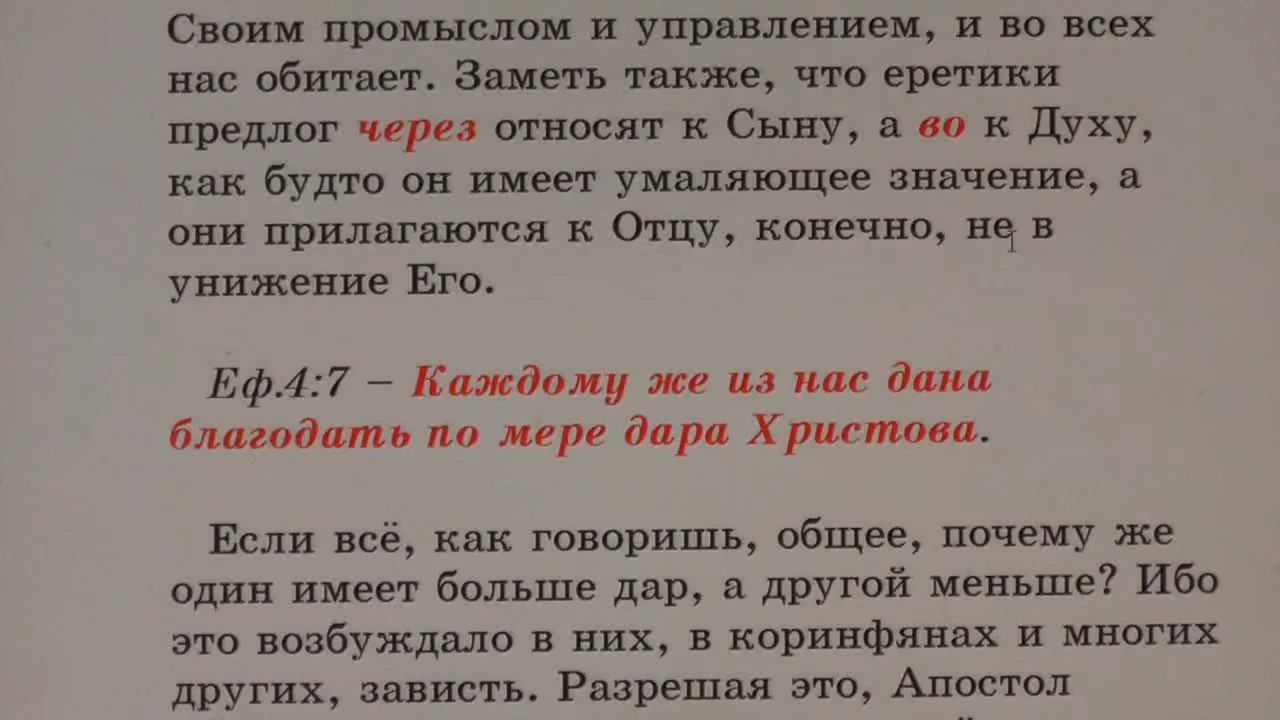 Своим промыслом и управлением, и во всех
нас обитает. Заметь также, что еретики
предлог через относят к Сыну, а во к Духу,
как будто он имеет умаляющее значение, а
они прилагаются к Отцу, конечно, не в
унижение Его.
Еф.4:7 – Каждому же из нас дана
благодать по мере дара Христова.
Если всё, как говоришь, общее, почему же
один имеет больше дар, а другой меньше? Ибо
это возбуждало в них, в коринфянах и многих
других, зависть. Разрешая это, Апостол